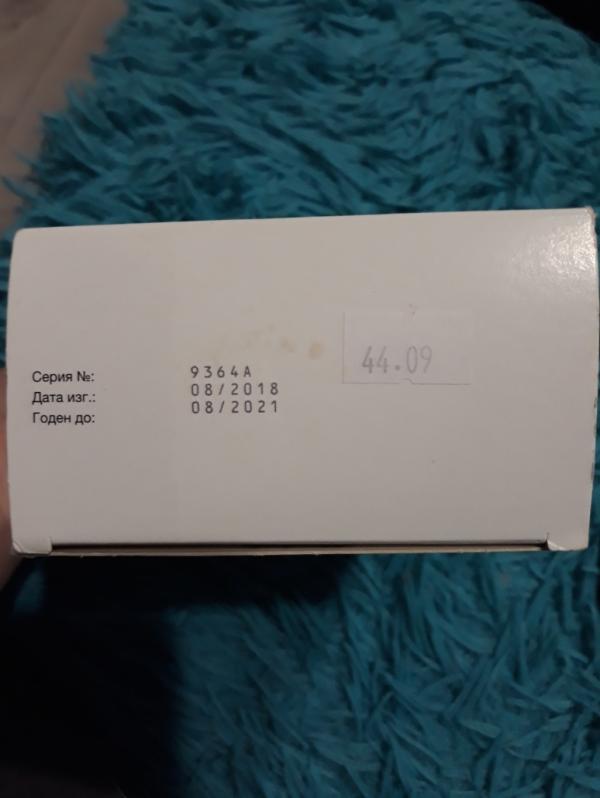 Серия №: 9364A
Дата изг.: 08/2018
Годен до: 08/2021
44.09